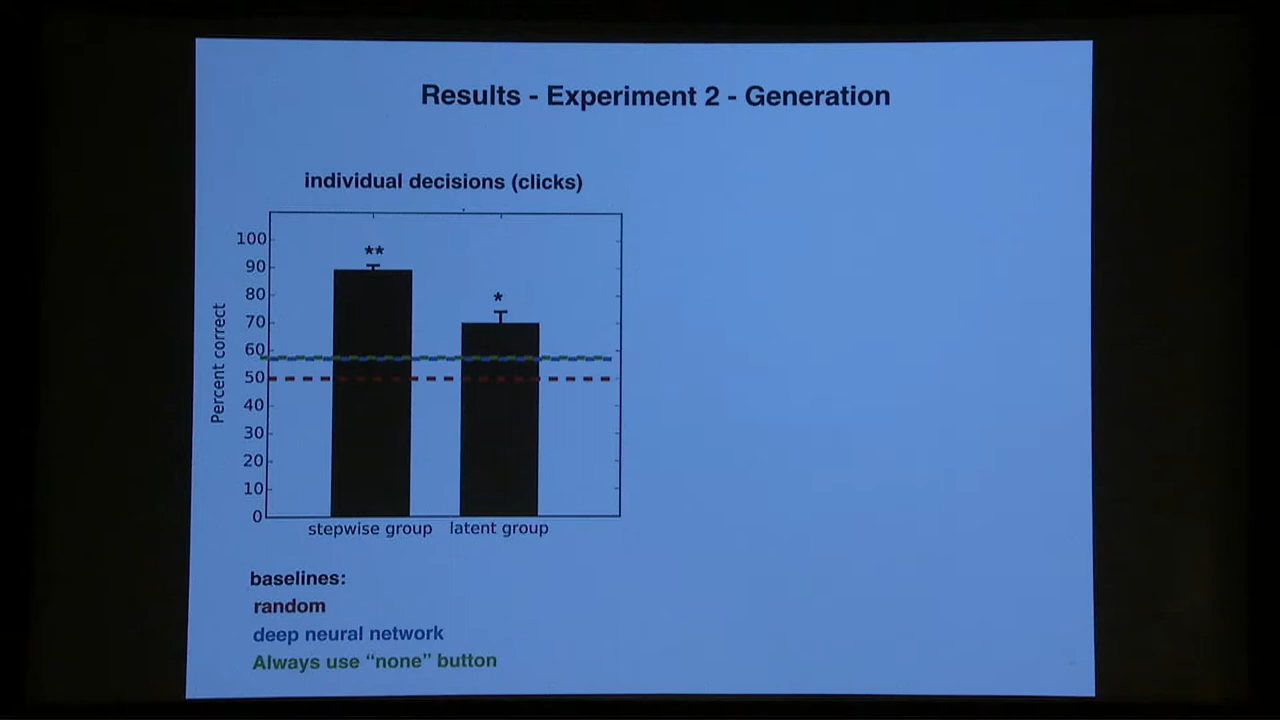 Results - Experiment 2 - Generation
individual decisions (clicks)
**
*
Percent correct
100
90
80
70
60
50
40
30
20
10
0
stepwise group
latent group
baselines:
random
deep neural network
Always use “none” button